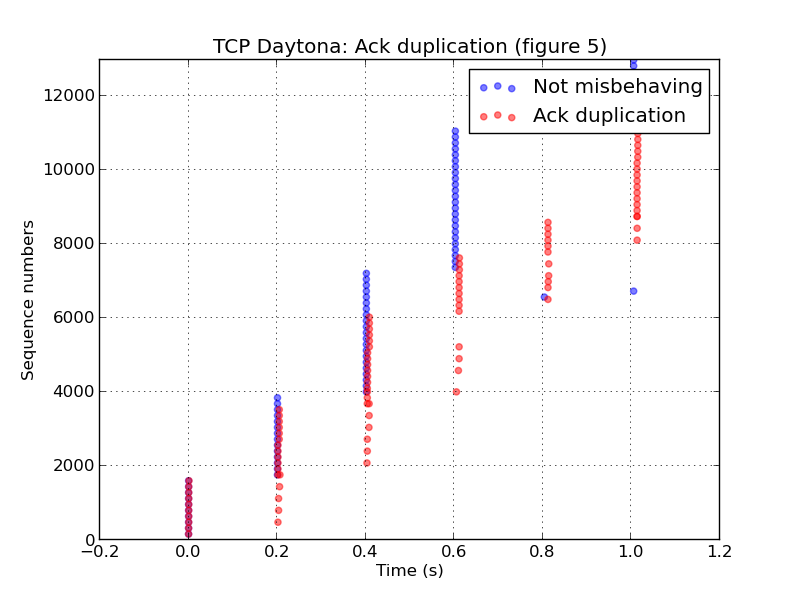 TCP Daytona: Ack duplication (figure 5)
Not misbehaving
Ack duplication
12000
10000
8000
6000
4000
2000
0
Sequence numbers
−0.2 0.0 0.2 0.4 0.6 0.8 1.0 1.2
Time (s)